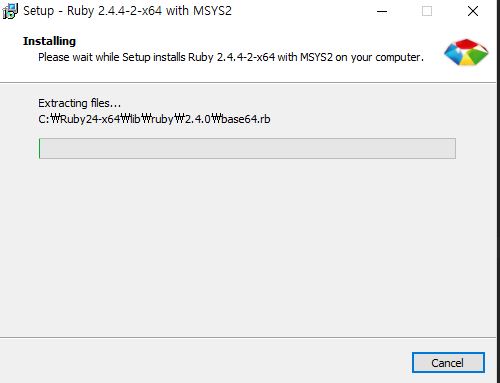 Setup - Ruby 2.4.4-2-x64 with MSYS2
Installing
Please wait while Setup installs Ruby 2.4.4-2-x64 with MSYS2 on your computer.
Extracting files...
C:₩Ruby24-x64₩lib₩ruby₩2.4.0₩base64.rb
Cancel